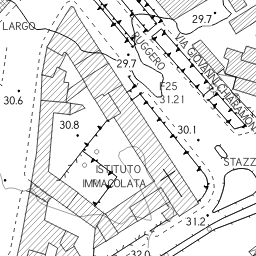 29.7
LARGO
RUGGERO
VIA GIOVANNI CHIARAMON
29.7
F25
31.21
30.6
30.8
30.1
STAZZ
ISTITUTO
IMMACOLATA
31.2
32.0